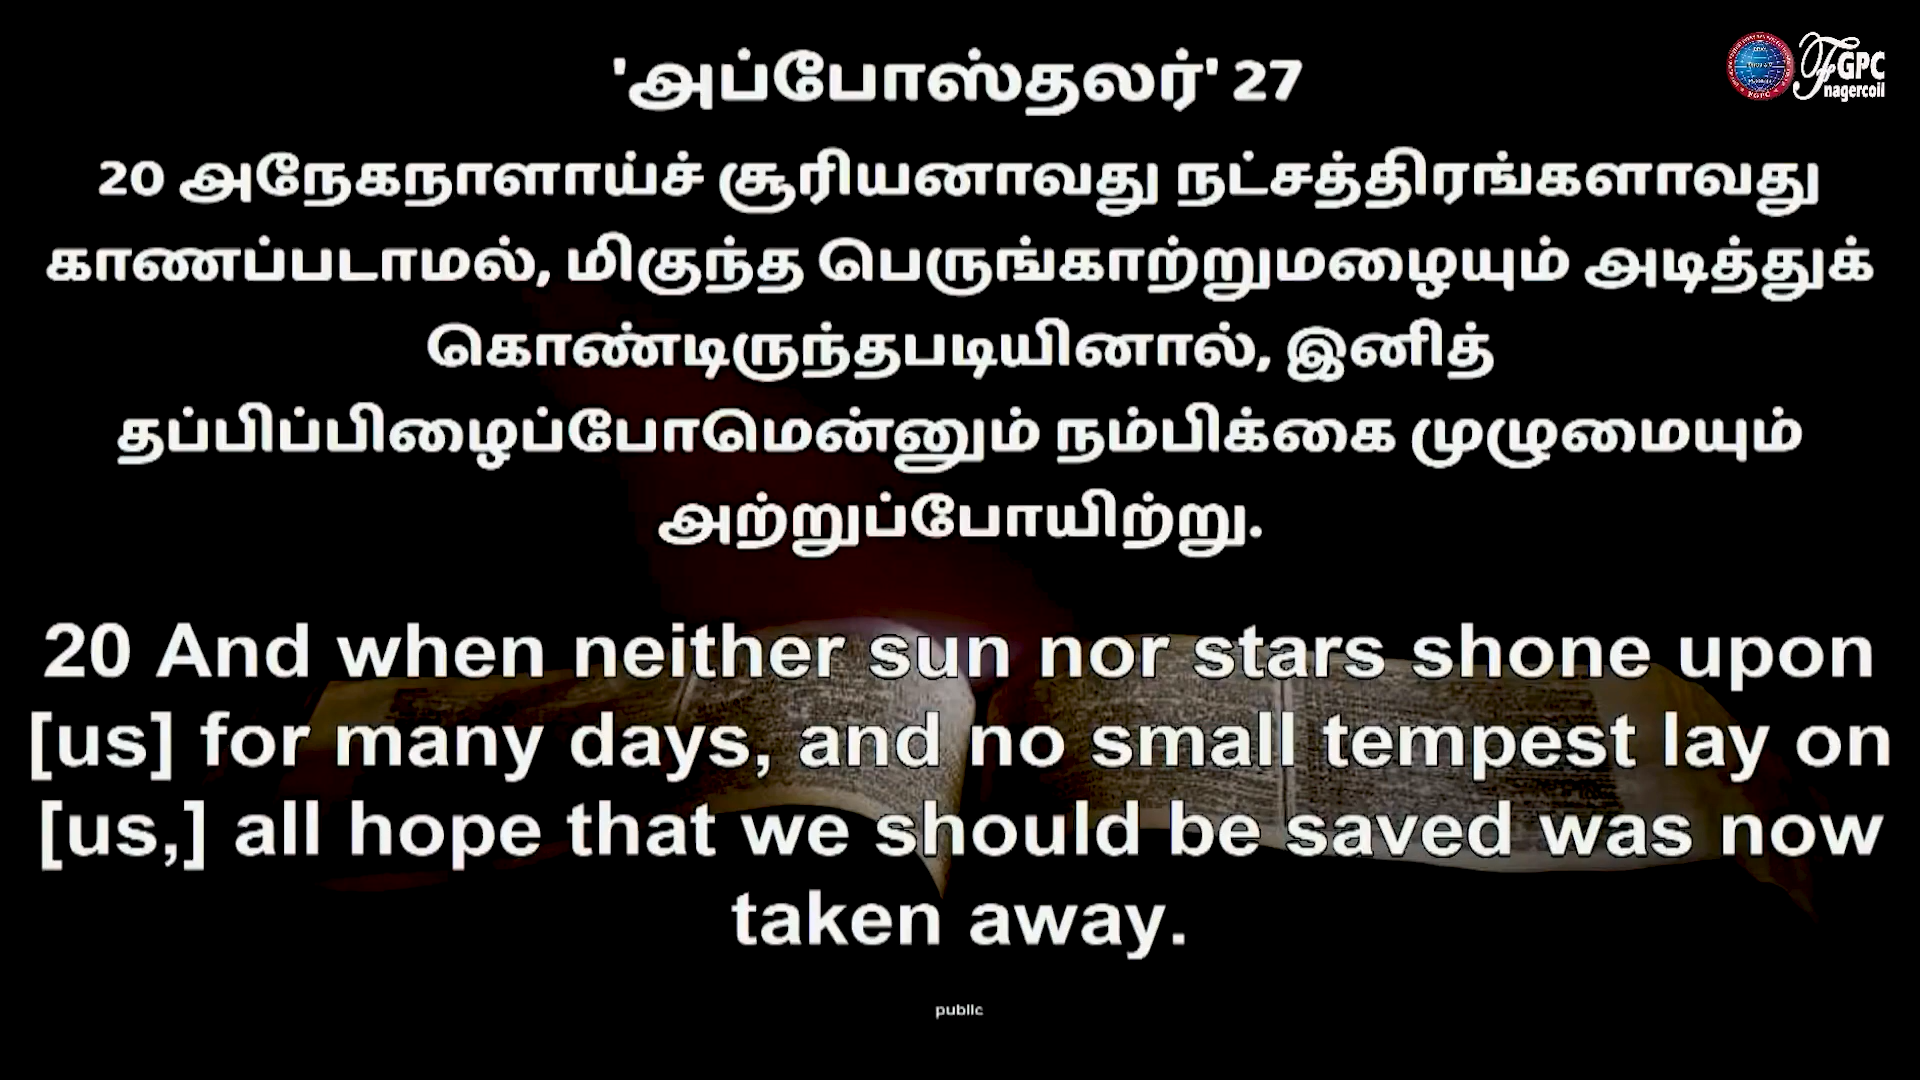 'அப்போஸ்தலர்' 27
FGPC
nagercoil
20 அநேகநாளாய்ச் சூரியனாவது நட்சத்திரங்களாவது
காணப்படாமல், மிகுந்த பெருங்காற்றுமழையும் அடித்துக்
கொண்டிருந்தபடியினால், இனித்
தப்பிப்பிழைப்போமென்னும் நம்பிக்கை முழுமையும்
அற்றுப்போயிற்று.
20 And when neither sun nor stars shone upon
[us] for many days, and no small tempest lay on
[us,] all hope that we should be saved was now
taken away.
public